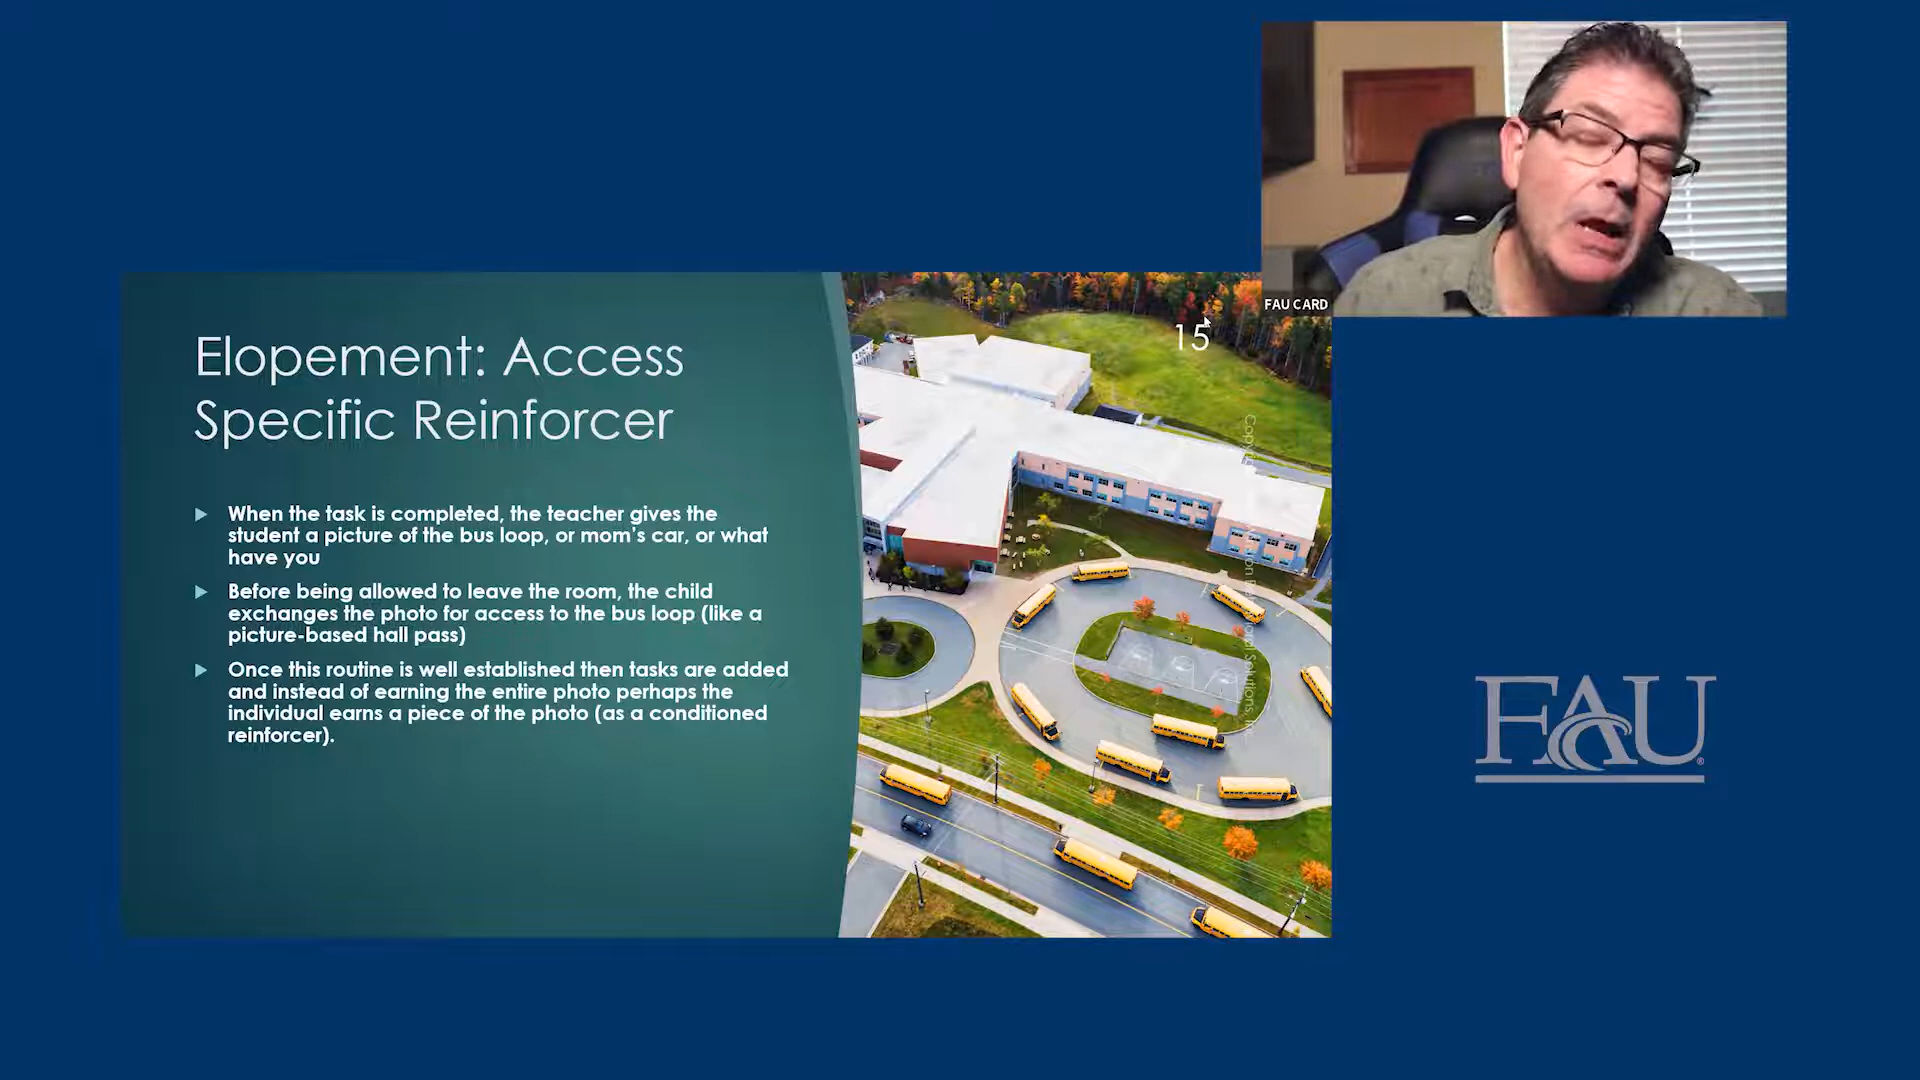 FAU CARD
15
Elopement: Access
Specific Reinforcer
When the task is completed, the teacher gives the
student a picture of the bus loop, or mom's car, or what
have you
Before being allowed to leave the room, the child
exchanges the photo for access to the bus loop (like a
picture-based hall pass)
Once this routine is well established then tasks are added
and instead of earning the entire photo perhaps the
individual earns a piece of the photo (as a conditioned
reinforcer).
FAU